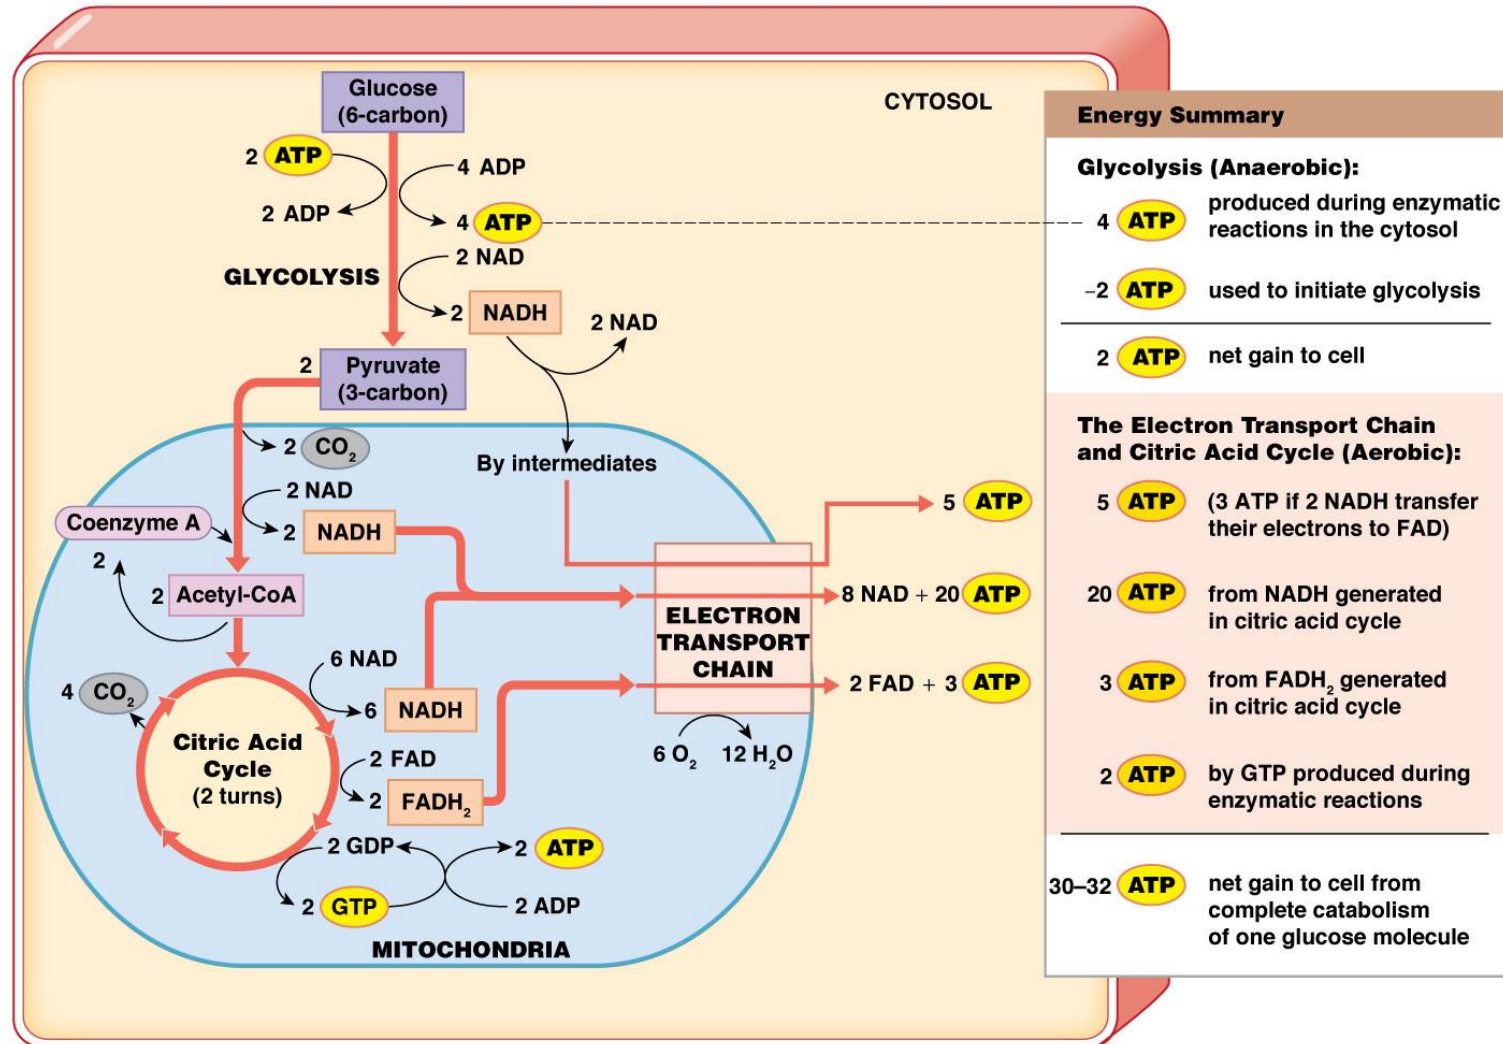 Glucose
(6-carbon)
CYTOSOL
2 ATP
4 ADP
2 ADP
4 ATP
2 NAD
GLYCOLYSIS
2 NADH
2 NAD
2 Pyruvate
(3-carbon)
2 CO₂
By intermediates
2 NAD
Coenzyme A
2 NADH
2
2 Acetyl-CoA
5 ATP
8 NAD + 20 ATP
ELECTRON
TRANSPORT
CHAIN
2 FAD + 3 ATP
6 NAD
4 CO₂
6 NADH
Citric Acid
Cycle
(2 turns)
2 FAD
2 FADH₂
6 O₂ 12 H₂O
2 GDP
2 ATP
2 GTP
2 ADP
MITOCHONDRIA
Energy Summary
Glycolysis (Anaerobic):
4 ATP produced during enzymatic
reactions in the cytosol
–2 ATP used to initiate glycolysis
2 ATP net gain to cell
The Electron Transport Chain
and Citric Acid Cycle (Aerobic):
5 ATP (3 ATP if 2 NADH transfer
their electrons to FAD)
20 ATP from NADH generated
in citric acid cycle
3 ATP from FADH₂ generated
in citric acid cycle
2 ATP by GTP produced during
enzymatic reactions
30–32 ATP net gain to cell from
complete catabolism
of one glucose molecule